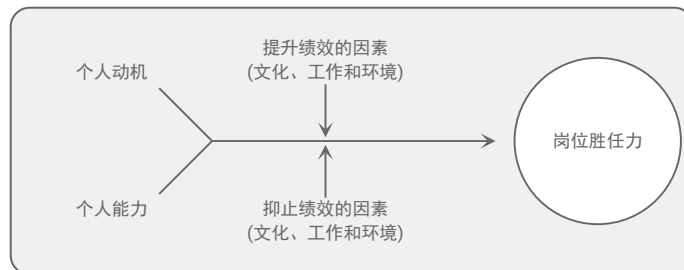 个人动机
提升绩效的因素
(文化、工作和环境)
岗位胜任力
个人能力
抑止绩效的因素
(文化、工作和环境)